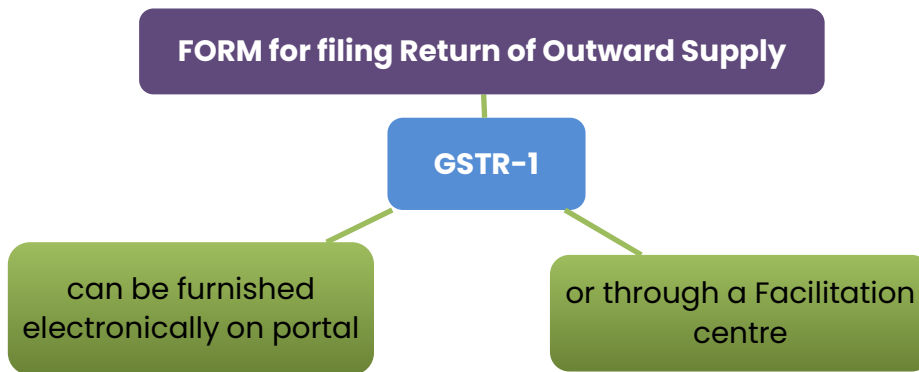 FORM for filing Return of Outward Supply
GSTR-1
can be furnished
electronically on portal
or through a Facilitation
centre